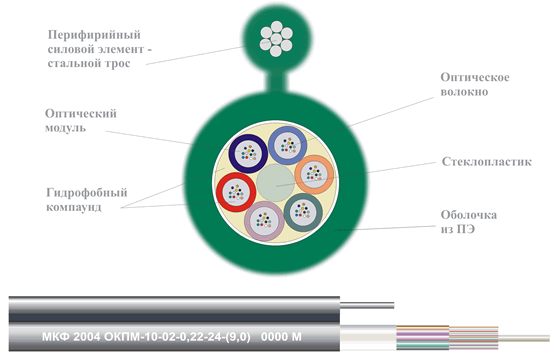 Перифирийный
силовой элемент -
стальной трос
Оптическое
волокно
Оптический
модуль
Стеклопластик
Гидрофобный
компаунд
Оболочка
из ПЭ
МКФ 2004 ОКПМ-10-02-0,22-24-(9,0) 0000 М